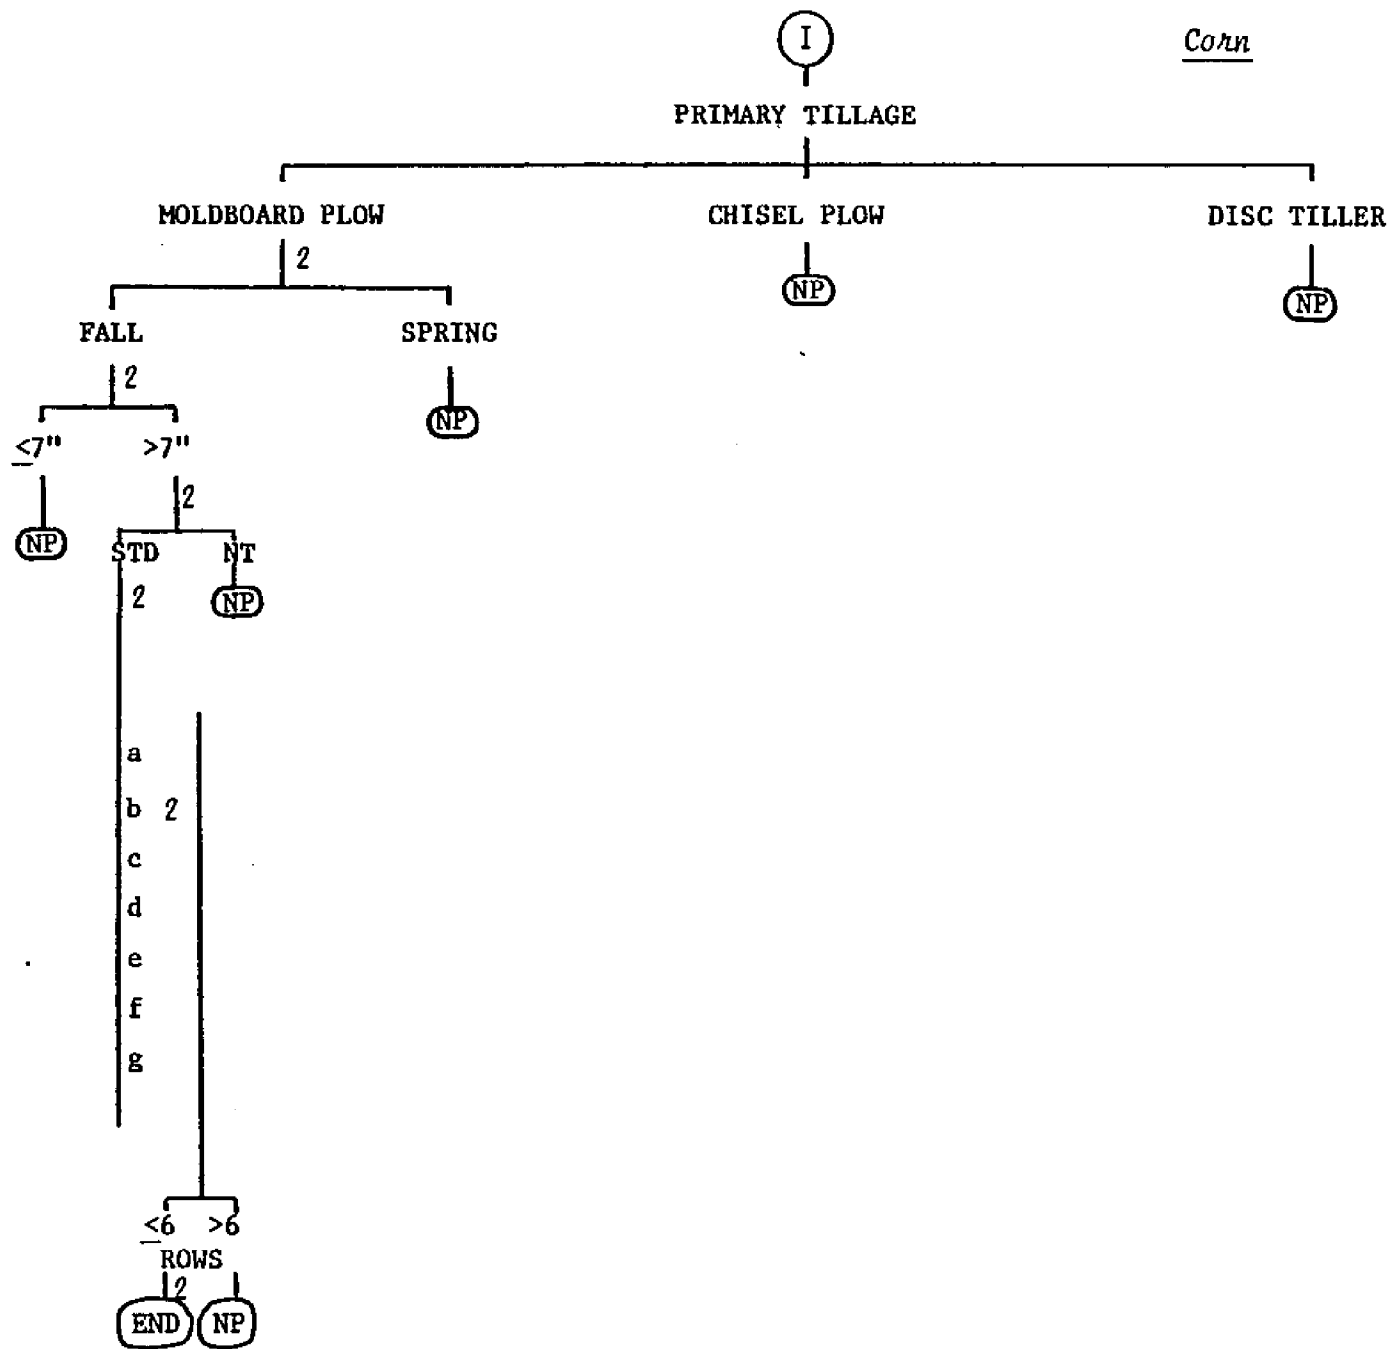 I
Corn
PRIMARY TILLAGE
MOLDBOARD PLOW CHISEL PLOW DISC TILLER
2
NP NP
FALL SPRING
2
NP
≤7" >7"
2
NP STD NT
2 NP
a
b 2
c
d
e
f
g
≤6 >6
ROWS
2
END NP